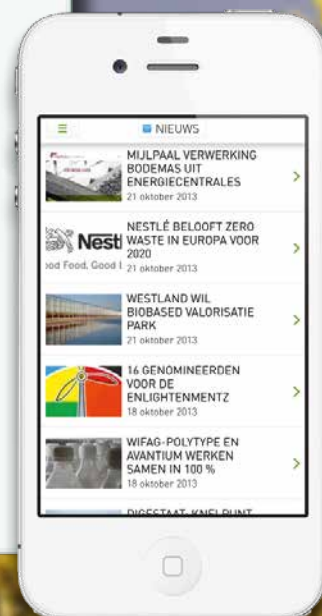 NIEUWS
MIJLPAAL VERWERKING
BODEMAS UIT
ENERGIECENTRALES
21 oktober 2013
Nestl
ood Food, Good L
NESTLÉ BELOOFT ZERO
WASTE IN EUROPA VOOR
2020
21 oktober 2013
WESTLAND WIL
BIOBASED VALORISATIE
PARK
21 oktober 2013
16 GENOMINEERDEN
VOOR DE
ENLIGHTENMENTZ
18 oktober 2013
WIFAG-POLYTYPE EN
AVANTIUM WERKEN
SAMEN IN 100 %
18 oktober 2013
DIGESTAAT: KNELPUNT